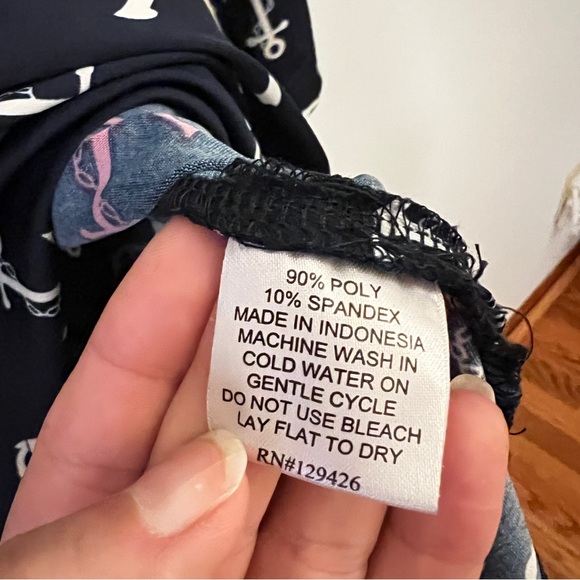 90% POLY
10% SPANDEX
MADE IN INDONESIA
MACHINE WASH IN
COLD WATER ON
GENTLE CYCLE
DO NOT USE BLEACH
LAY FLAT TO DRY
RN#129426